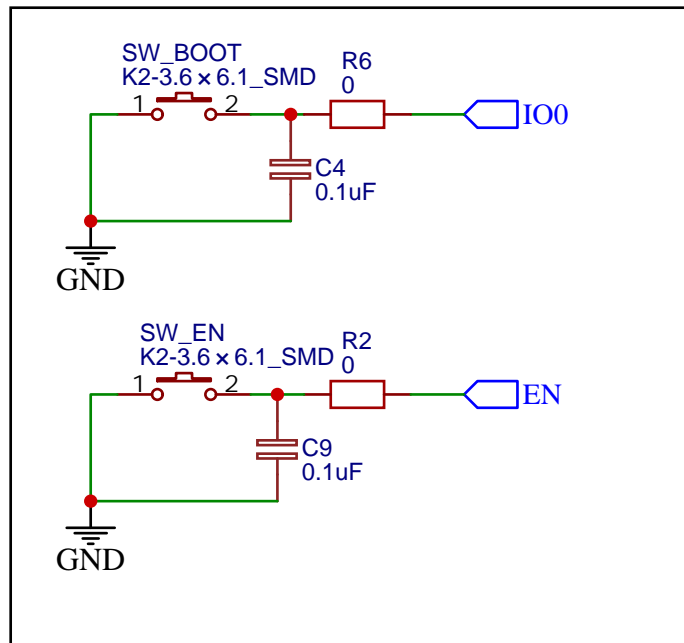 SW_BOOT
K2-3.6×6.1_SMD
1 2
R6
0
IO0
C4
0.1uF
GND
SW_EN
K2-3.6×6.1_SMD
1 2
R2
0
EN
C9
0.1uF
GND